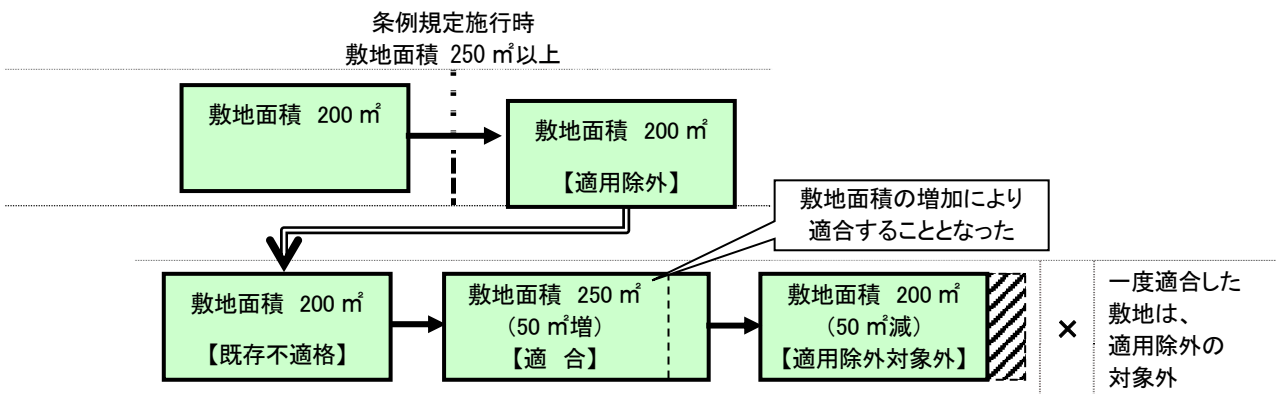 条例規定施行時
敷地面積 250 ㎡以上
敷地面積 200 ㎡
敷地面積 200 ㎡
【適用除外】
敷地面積の増加により
適合することとなった
敷地面積 200 ㎡
【既存不適格】
敷地面積 250 ㎡
(50 ㎡増)
【適 合】
敷地面積 200 ㎡
(50 ㎡減)
【適用除外対象外】
×
一度適合した
敷地は、
適用除外の
対象外